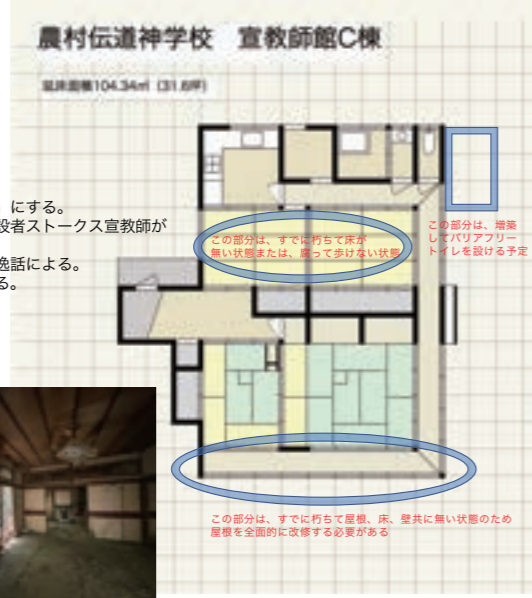 農村伝道神学校 宣教師館C棟
延床面積104.34㎡(31.6坪)
にする。
設者ストークス宣教師が
逸話による。
る。
この部分は、すでに朽ちて床が
無い状態または、腐って歩けない状態
この部分は、増築
してバリアフリー
トイレを設ける予定
この部分は、すでに朽ちて屋根、床、壁共に無い状態のため
屋根を全面的に改修する必要がある